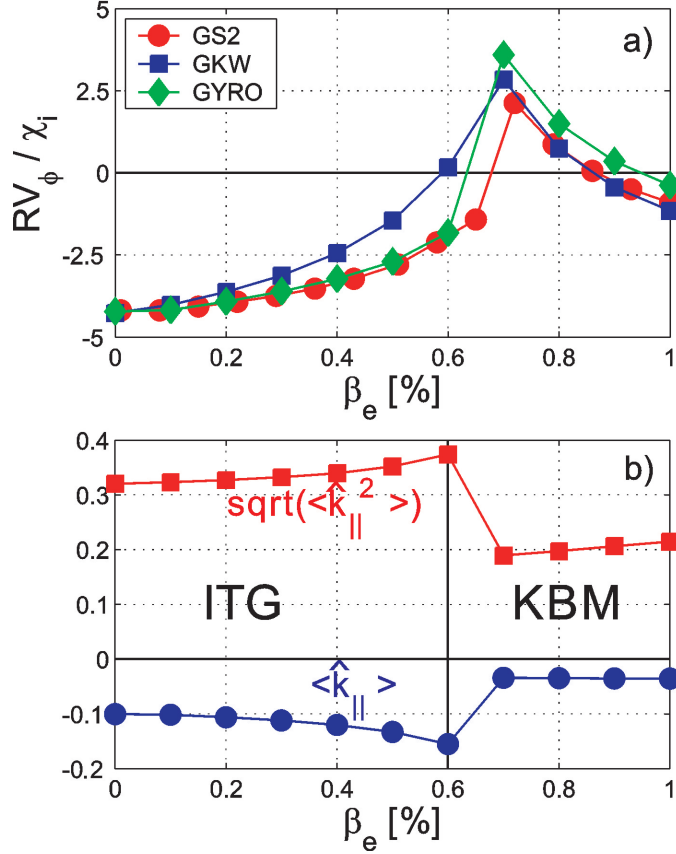 5
2.5
0
-2.5
-5
RV_ϕ / χ_i
GS2
GKW
GYRO
a)
0 0.2 0.4 0.6 0.8 1
β_e [%]
0.4
0.3
0.2
0.1
0
-0.1
-0.2
b)
sqrt(<k̂_||^2 >)
ITG KBM
<k̂_|| >
0 0.2 0.4 0.6 0.8 1
β_e [%]